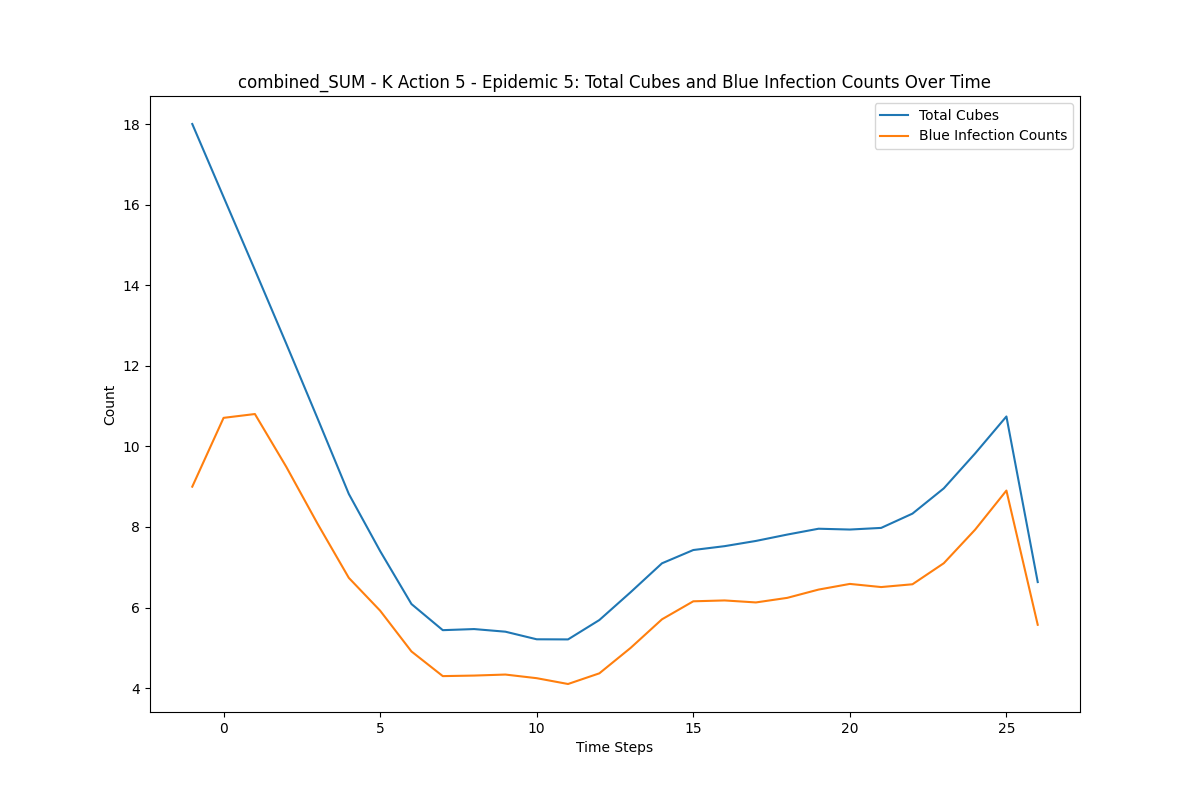 combined_SUM - K Action 5 - Epidemic 5: Total Cubes and Blue Infection Counts Over Time
Total Cubes
Blue Infection Counts
18
16
14
12
10
8
6
4
Count
0 5 10 15 20 25
Time Steps